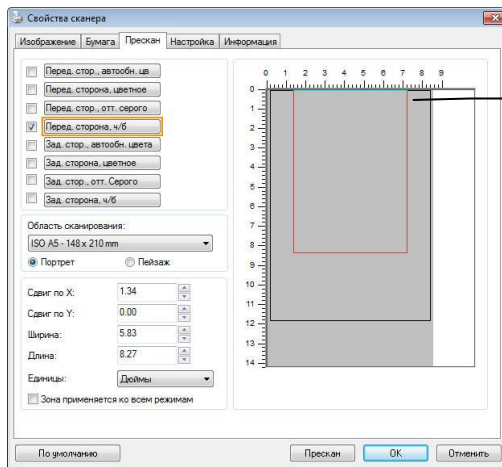 Свойства сканера
Изображение Бумага Прескан Настройка Информация
Перед. стор., автообн. цв
Перед. сторона, цветное
Перед. стор., отт. серого
Перед. сторона, ч/б
Зад. стор., автообн. цвета
Зад. сторона, цветное
Зад. стор., отт. Серого
Зад. сторона, ч/б
Область сканирования:
ISO A5 - 148 x 210 mm
Портрет Пейзаж
Сдвиг по X: 1.34
Сдвиг по Y: 0.00
Ширина: 5.83
Длина: 8.27
Единицы: Дюймы
Зона применяется ко всем режимам
0 1 2 3 4 5 6 7 8 9
0
1
2
3
4
5
6
7
8
9
10
11
12
13
14
По умолчанию Прескан OK Отменить